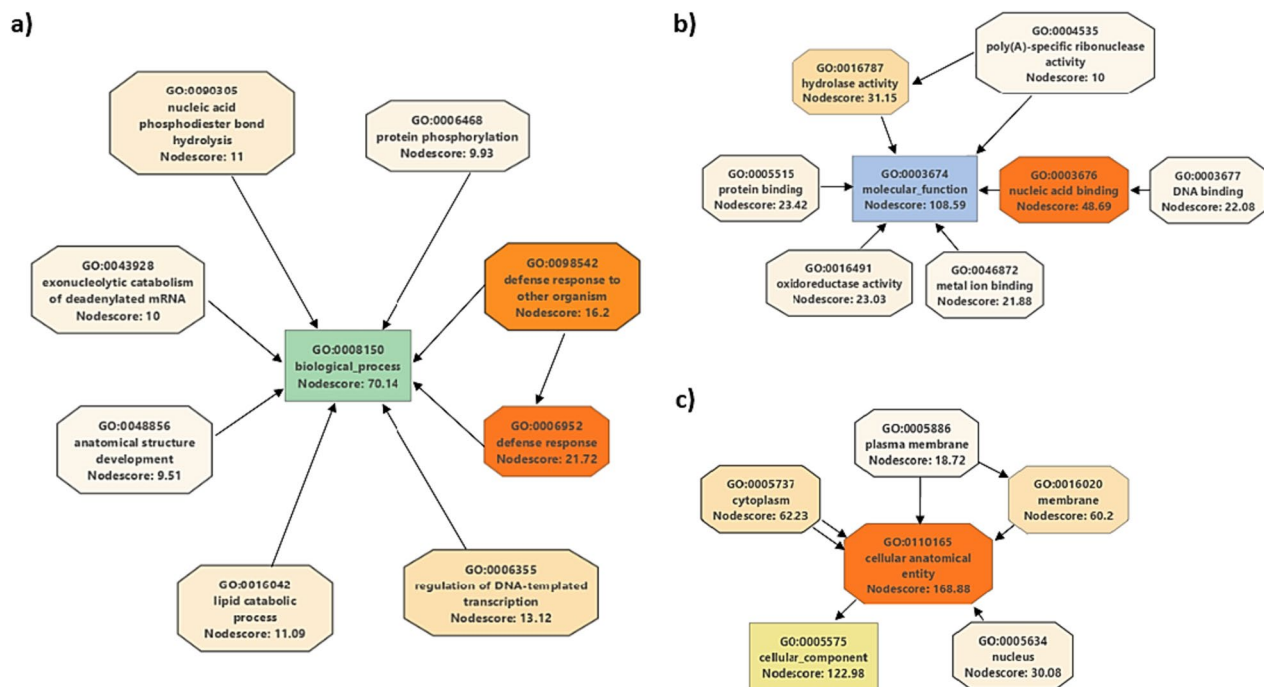 a)
GO:0090305
nucleic acid
phosphodiester bond
hydrolysis
Nodescore: 11
GO:0006468
protein phosphorylation
Nodescore: 9.93
GO:0043928
exonucleolytic catabolism
of deadenylated mRNA
Nodescore: 10
GO:0098542
defense response to
other organism
Nodescore: 16.2
GO:0008150
biological_process
Nodescore: 70.14
GO:0048856
anatomical structure
development
Nodescore: 9.51
GO:0006952
defense response
Nodescore: 21.72
GO:0016042
lipid catabolic
process
Nodescore: 11.09
GO:0006355
regulation of DNA-templated
transcription
Nodescore: 13.12
b)
GO:0004535
poly(A)-specific ribonuclease
activity
Nodescore: 10
GO:0016787
hydrolase activity
Nodescore: 31.15
GO:0005515
protein binding
Nodescore: 23.42
GO:0003674
molecular_function
Nodescore: 108.59
GO:0003676
nucleic acid binding
Nodescore: 48.69
GO:0003677
DNA binding
Nodescore: 22.08
GO:0016491
oxidoreductase activity
Nodescore: 23.03
GO:0046872
metal ion binding
Nodescore: 21.88
c)
GO:0005886
plasma membrane
Nodescore: 18.72
GO:0005737
cytoplasm
Nodescore: 62.23
GO:0016020
membrane
Nodescore: 60.2
GO:0110165
cellular anatomical
entity
Nodescore: 168.88
GO:0005575
cellular_component
Nodescore: 122.98
GO:0005634
nucleus
Nodescore: 30.08